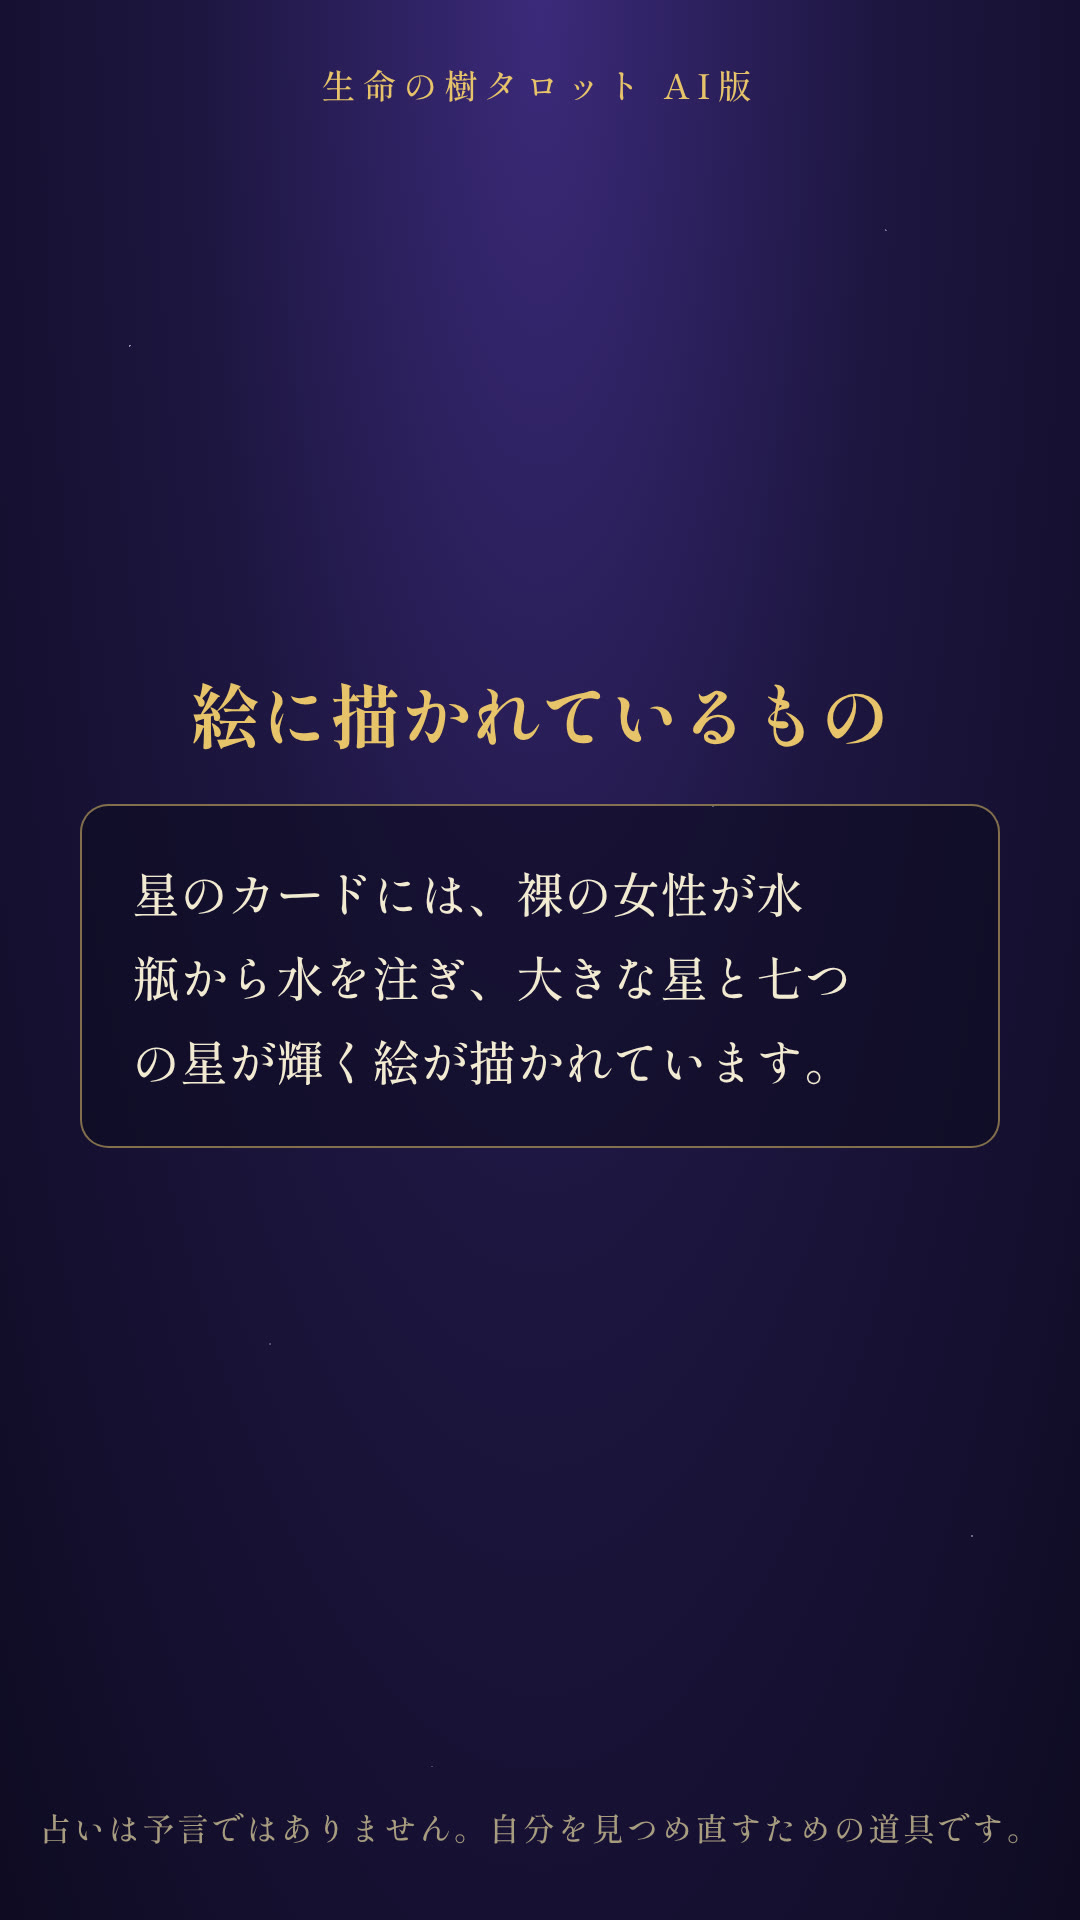 生命の樹タロット AI版
絵に描かれているもの
星のカードには、裸の女性が水
瓶から水を注ぎ、大きな星と七つ
の星が輝く絵が描かれています。
占いは予言ではありません。自分を見つめ直すための道具です。